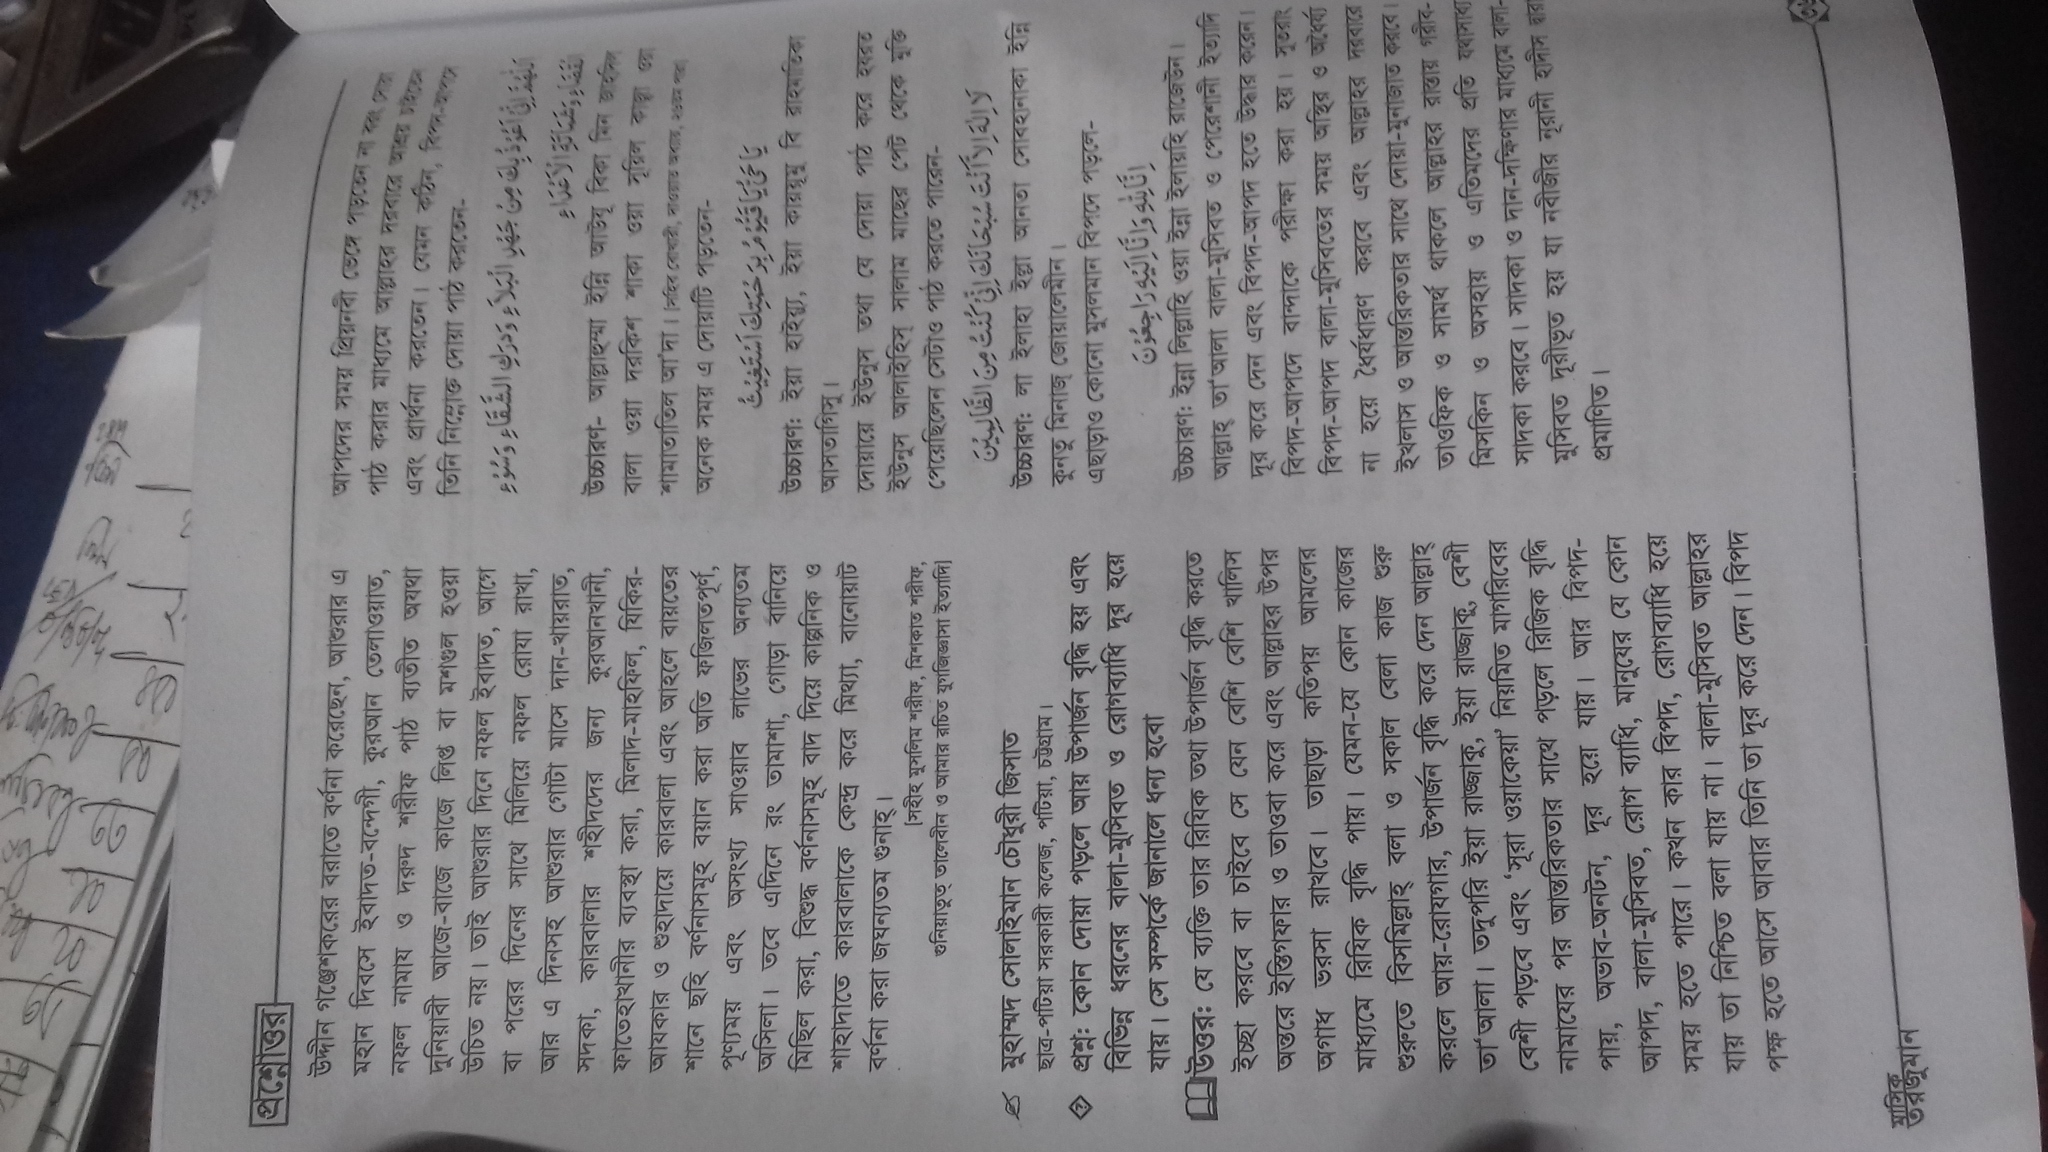 প্রশ্নোত্তর
উদ্দীন গঞ্জেশকরের বরাতে বর্ণনা করেছেন, আশুরার এ
মহান দিবসে ইবাদত-বন্দেগী, কুরআন তেলাওয়াত,
নফল নামায ও দরুদ শরীফ পাঠ ব্যতীত অযথা
দুনিয়াবী আজে-বাজে কাজে লিপ্ত বা মশগুল হওয়া
উচিত নয়। তাই আশুরার দিনে নফল ইবাদত, আগে
বা পরের দিনের সাথে মিলিয়ে নফল রোযা রাখা,
আর এ দিনসহ আশুরার গোটা মাসে দান-খায়রাত,
সদকা, কারবালার শহীদদের জন্য কুরআনখানী,
ফাতেহাখানীর ব্যবস্থা করা, মিলাদ-মাহফিল, যিকির-
আযকার ও শুহাদায়ে কারবালা এবং আহলে বায়তের
শানে ছহি বর্ণনাসমূহ বয়ান করা অতি ফজিলতপূর্ণ,
পূণ্যময় এবং অসংখ্য সাওয়াব লাভের অন্যতম
অসিলা। তবে এদিনে রং তামাশা, গোড়া বানিয়ে
মিছিল করা, বিশুদ্ধ বর্ণনাসমূহ বাদ দিয়ে কাল্পনিক ও
শাহাদাতে কারবালাকে কেন্দ্র করে মিথ্যা, বানোয়াট
বর্ণনা করা জঘন্যতম গুনাহ্।
[সহীহ মুসলিম শরীফ, মিশকাত শরীফ,
গুনিয়াতুত্ তালেবীন ও আমার রচিত যুগজিজ্ঞাসা ইত্যাদি]
মুহাম্মদ সোলাইমান চৌধুরী জিসাত
ছাত্র-পটিয়া সরকারী কলেজ, পটিয়া, চট্টগ্রাম।
প্রশ্ন: কোন দোয়া পড়লে আয় উপার্জন বৃদ্ধি হয় এবং
বিভিন্ন ধরনের বালা-মুসিবত ও রোগব্যাধি দূর হয়ে
যায়। সে সম্পর্কে জানালে ধন্য হবো
উত্তর: যে ব্যক্তি তার রিযিক তথা উপার্জন বৃদ্ধি করতে
ইচ্ছা করবে বা চাইবে সে যেন বেশি বেশি খালিস
অন্তরে ইস্তিগফার ও তাওবা করে এবং আল্লাহর উপর
অগাধ ভরসা রাখবে। তাছাড়া কতিপয় আমলের
মাধ্যমে রিযিক বৃদ্ধি পায়। যেমন-যে কোন কাজের
শুরুতে বিসমিল্লাহ্ বলা ও সকাল বেলা কাজ শুরু
করলে আয়-রোযগার, উপার্জন বৃদ্ধি করে দেন আল্লাহ্
তা'আলা। তদুপরি ইয়া রাজ্জাকু, ইয়া রাজ্জাকু, বেশী
বেশী পড়বে এবং 'সূরা ওয়াকেয়া' নিয়মিত মাগরিবের
নামাযের পর আন্তরিকতার সাথে পড়লে রিজিক বৃদ্ধি
পায়, অভাব-অনটন, দূর হয়ে যায়। আর বিপদ-
আপদ, বালা-মুসিবত, রোগ ব্যাধি, মানুষের যে কোন
সময় হতে পারে। কখন কার বিপদ, রোগব্যাধি হয়ে
যায় তা নিশ্চিত বলা যায় না। বালা-মুসিবত আল্লাহর
পক্ষ হতে আসে আবার তিনি তা দূর করে দেন। বিপদ
আপদের সময় প্রিয়নবী ভেঙ্গে পড়তেন না বরং দোয়া
পাঠ করার মাধ্যমে আল্লাহর দরবারে আশ্রয় চাইতেন
এবং প্রার্থনা করতেন। যেমন কঠিন, বিপদ-আপদে
তিনি নিম্নোক্ত দোয়া পাঠ করতেন-
اَللّٰهُمَّ اِنِّىْ اَعُوْذُ بِكَ مِنْ جَهْدِ الْبَلَاءِ وَدَرَكِ الشَّقَاءِ وَسُوْءِ
الْقَضَاءِ وَشَمَاتَةِ الْاَعْدَاءِ
উচ্চারণ- আল্লাহুম্মা ইন্নি আউযু বিকা মিন জাহদিল
বালা ওয়া দরকিশ শাকা ওয়া সূয়িল কাজ্বা ওয়া
শামাতাতিল আ'দা। [সহিহ বোখারী, দাওয়াত অধ্যায়,
অনেক সময় এ দোয়াটি পড়তেন-
يَا حَىُّ يَا قَيُّوْمُ بِرَحْمَتِكَ اَسْتَغِيْثُ
উচ্চারণ: ইয়া হাইয়্যু, ইয়া কায়য়ূমু বি রাহমাতিকা
আসতাগিসু।
দোয়ায়ে ইউনুস তথা যে দোয়া পাঠ করে হযরত
ইউনুস আলাইহিস্ সালাম মাছের পেট থেকে মুক্তি
পেয়েছিলেন সেটাও পাঠ করতে পারেন-
لَا اِلٰهَ اِلَّا اَنْتَ سُبْحَانَكَ اِنِّىْ كُنْتُ مِنَ الظَّالِمِيْنَ
উচ্চারণ: লা ইলাহা ইল্লা আনতা সোবহানাকা ইন্নি
কুনতু মিনাজ্ জোয়ালেমীন।
এছাড়াও কোনো মুসলমান বিপদে পড়লে-
اِنَّا لِلّٰهِ وَاِنَّا اِلَيْهِ رَاجِعُوْنَ
উচ্চারণ: ইন্না লিল্লাহি ওয়া ইন্না ইলায়হি রাজেউন।
আল্লাহ্ তা'আলা বালা-মুসিবত ও পেরেশানী ইত্যাদি
দূর করে দেন এবং বিপদ-আপদ হতে উদ্ধার করেন।
বিপদ-আপদে বান্দাকে পরীক্ষা করা হয়। সুতরাং
বিপদ-আপদ বালা-মুসিবতের সময় অস্থির ও অধৈর্য্য
না হয়ে ধৈর্যধারণ করবে এবং আল্লাহর দরবারে
ইখলাস ও আন্তরিকতার সাথে দোয়া-মুনাজাত করবে।
তাওফিক ও সামর্থ থাকলে আল্লাহর রাস্তায় গরীব-
মিসকিন ও অসহায় ও এতিমদের প্রতি যথাসাধ্য
সাদকা করবে। সাদকা ও দান-দক্ষিণার মাধ্যমে বালা-
মুসিবত দূরীভূত হয় যা নবীজীর নূরানী হাদীস দ্বারা
প্রমাণিত।
মাসিক
তরজুমান